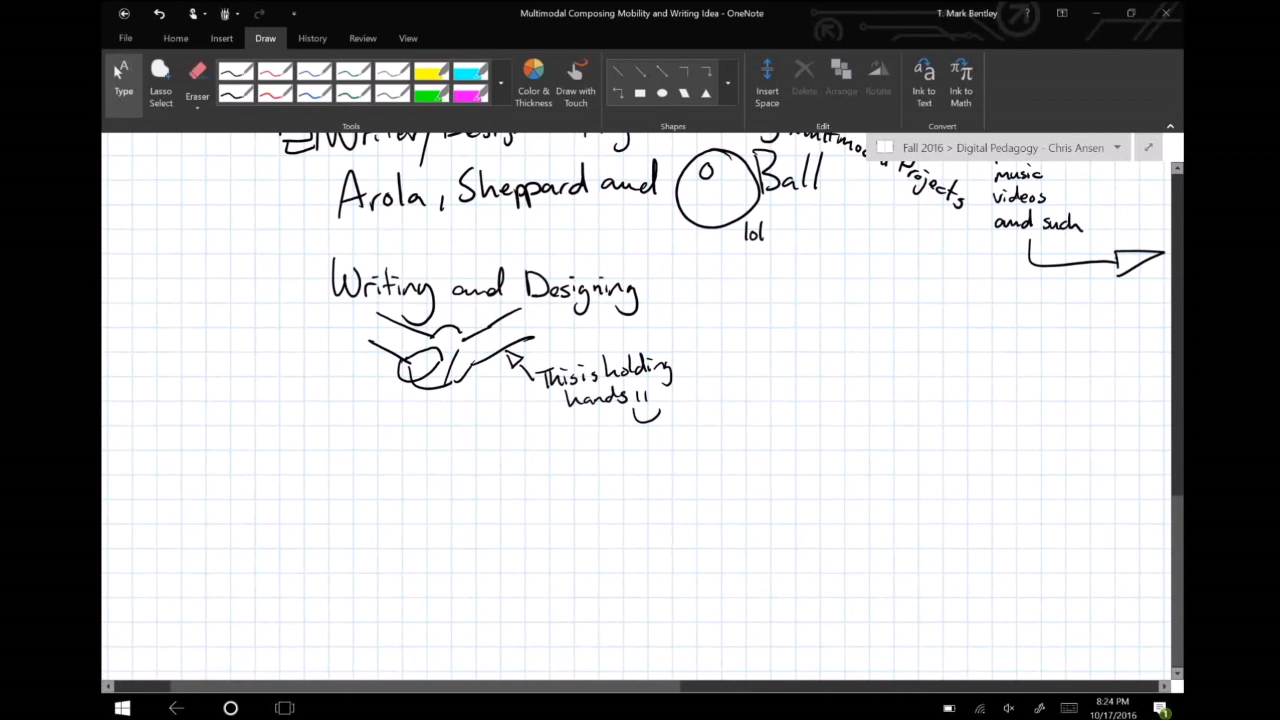 Multimodal Composing Mobility and Writing Idea - OneNote
T. Mark Bentley
?
File
Home
Insert
Draw
History
Review
View
Type
Lasso
Select
Eraser
Color &
Thickness
Draw with
Touch
Insert
Space
Delete
Arrange
Rotate
Ink to
Text
Ink to
Math
Tools
Shapes
Edit
Convert
Fall 2016 > Digital Pedagogy - Chris Ansen
Projects
Arola, Sheppard and
Ball
lol
music
videos
and such
Writing and Designing
This is holding
hands
8:24 PM
10/17/2016
1